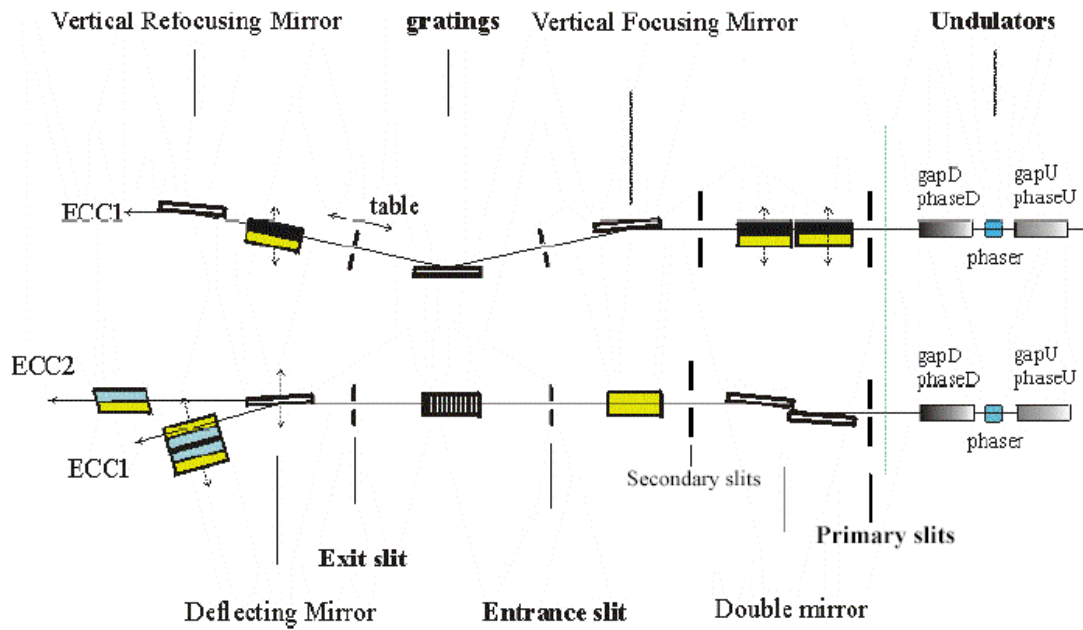 Vertical Refocusing Mirror
gratings
Vertical Focusing Mirror
Undulators
gapD
phaseD
gapU
phaseU
ECC1
table
phaser
ECC2
gapD
phaseD
gapU
phaseU
phaser
ECC1
Secondary slits
Primary slits
Exit slit
Deflecting Mirror
Entrance slit
Double mirror